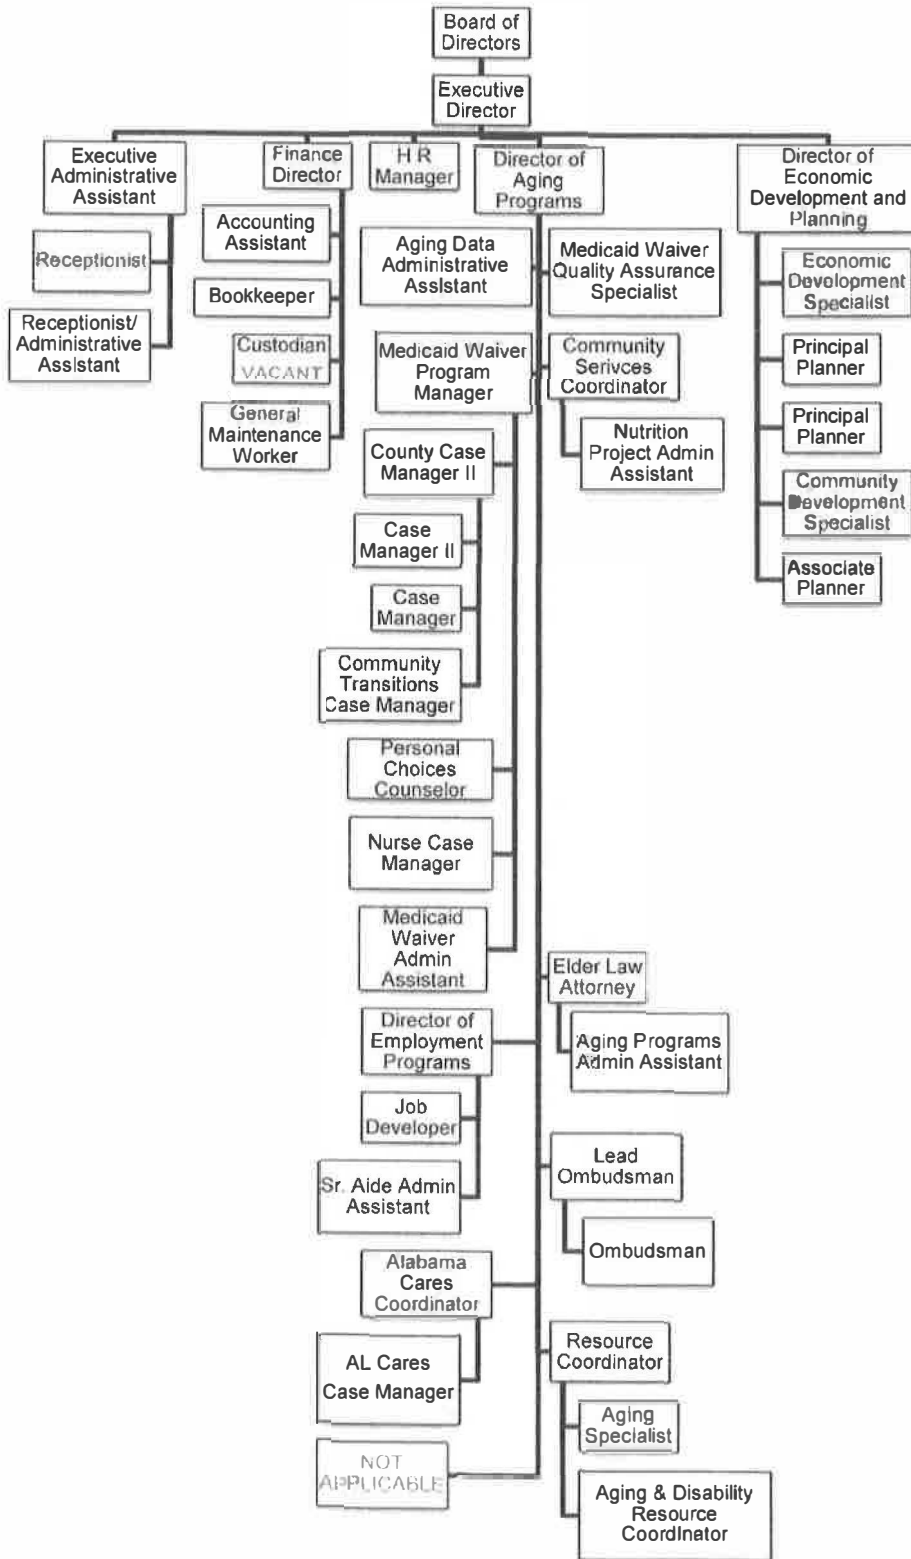 Board of
Directors
Executive
Director
Executive
Administrative
Assistant
Receptionist
Receptionist/
Administrative
Assistant
Finance
Director
Accounting
Assistant
Bookkeeper
Custodian
VACANT
General
Maintenance
Worker
H R
Manager
Director of
Aging
Programs
Aging Data
Administrative
Assistant
Medicaid Waiver
Quality Assurance
Specialist
Medicaid Waiver
Program
Manager
Community
Serivces
Coordinator
Nutrition
Project Admin
Assistant
County Case
Manager II
Case
Manager II
Case
Manager
Community
Transitions
Case Manager
Personal
Choices
Counselor
Nurse Case
Manager
Medicaid
Waiver
Admin
Assistant
Elder Law
Attorney
Aging Programs
Admin Assistant
Director of
Employment
Programs
Job
Developer
Sr. Aide Admin
Assistant
Lead
Ombudsman
Ombudsman
Alabama
Cares
Coordinator
AL Cares
Case Manager
Resource
Coordinator
Aging
Specialist
Aging & Disability
Resource
Coordinator
NOT
APPLICABLE
Director of
Economic
Development and
Planning
Economic
Development
Specialist
Principal
Planner
Principal
Planner
Community
Development
Specialist
Associate
Planner